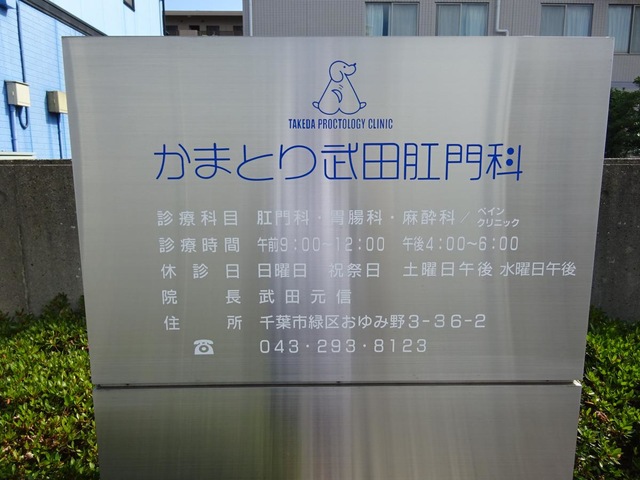 TAKEDA PROCTOLOGY CLINIC
かまとり武田肛門科
診療科目 肛門科・胃腸科・麻酔科/ペインクリニック
診療時間 午前9:00〜12:00 午後4:00〜6:00
休診日 日曜日 祝祭日 土曜日午後 水曜日午後
院長 武田元信
住所 千葉市緑区おゆみ野3-36-2
☎ 043・293・8123